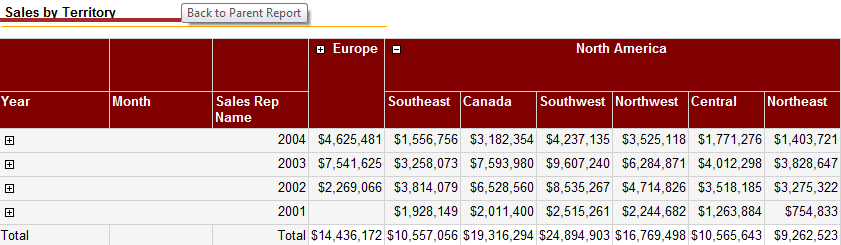 Sales by Territory
Back to Parent Report
Europe North America
Year Month Sales Rep Name Southeast Canada Southwest Northwest Central Northeast
2004 $4,625,481 $1,556,756 $3,182,354 $4,237,135 $3,525,118 $1,771,276 $1,403,721
2003 $7,541,625 $3,258,073 $7,593,980 $9,607,240 $6,284,871 $4,012,298 $3,828,647
2002 $2,269,066 $3,814,079 $6,528,560 $8,535,267 $4,714,826 $3,518,185 $3,275,322
2001 $1,928,149 $2,011,400 $2,515,261 $2,244,682 $1,263,884 $754,833
Total Total $14,436,172 $10,557,056 $19,316,294 $24,894,903 $16,769,498 $10,565,643 $9,262,523